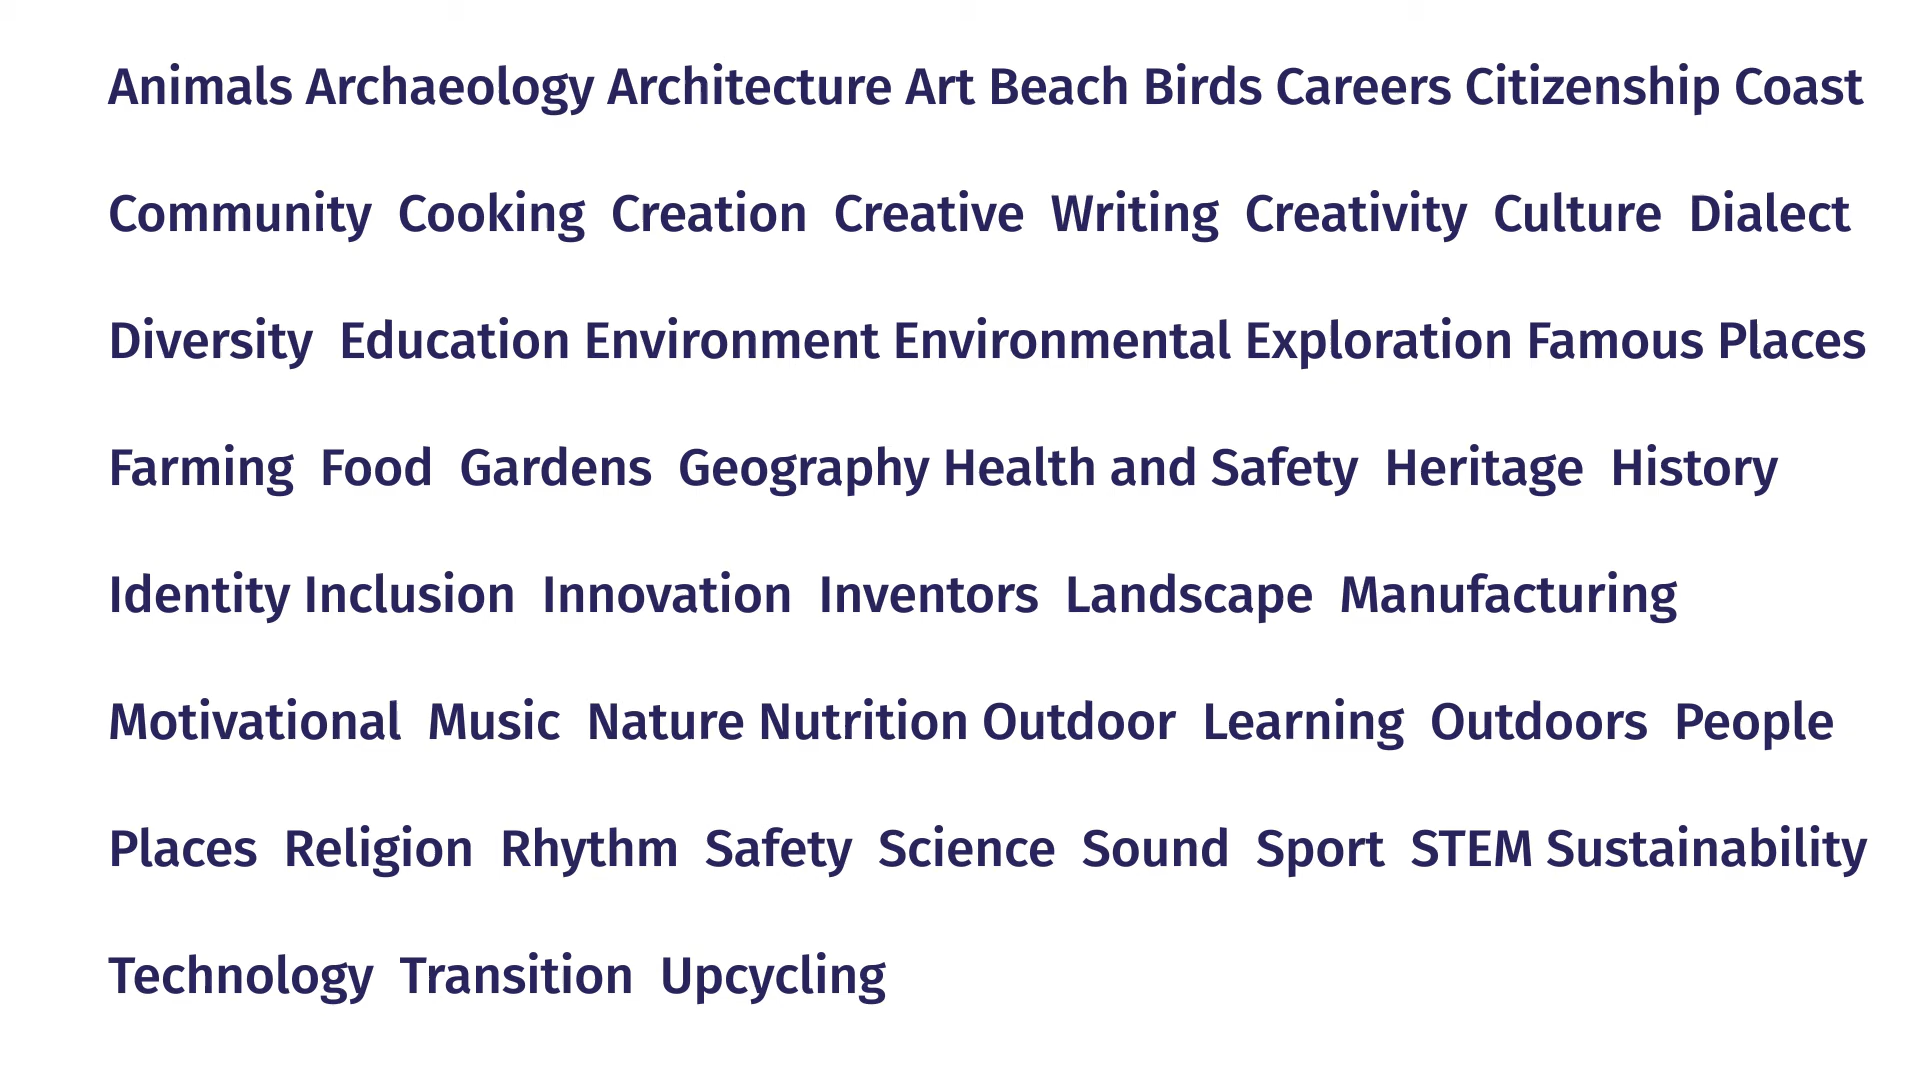 Animals Archaeology Architecture Art Beach Birds Careers Citizenship Coast
Community Cooking Creation Creative Writing Creativity Culture Dialect
Diversity Education Environment Environmental Exploration Famous Places
Farming Food Gardens Geography Health and Safety Heritage History
Identity Inclusion Innovation Inventors Landscape Manufacturing
Motivational Music Nature Nutrition Outdoor Learning Outdoors People
Places Religion Rhythm Safety Science Sound Sport STEM Sustainability
Technology Transition Upcycling